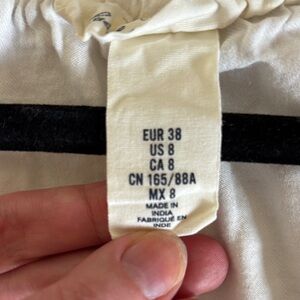 EUR 38
US 8
CA 8
CN 165/88A
MX 8
MADE IN
INDIA
FABRIQUÉ EN
INDE